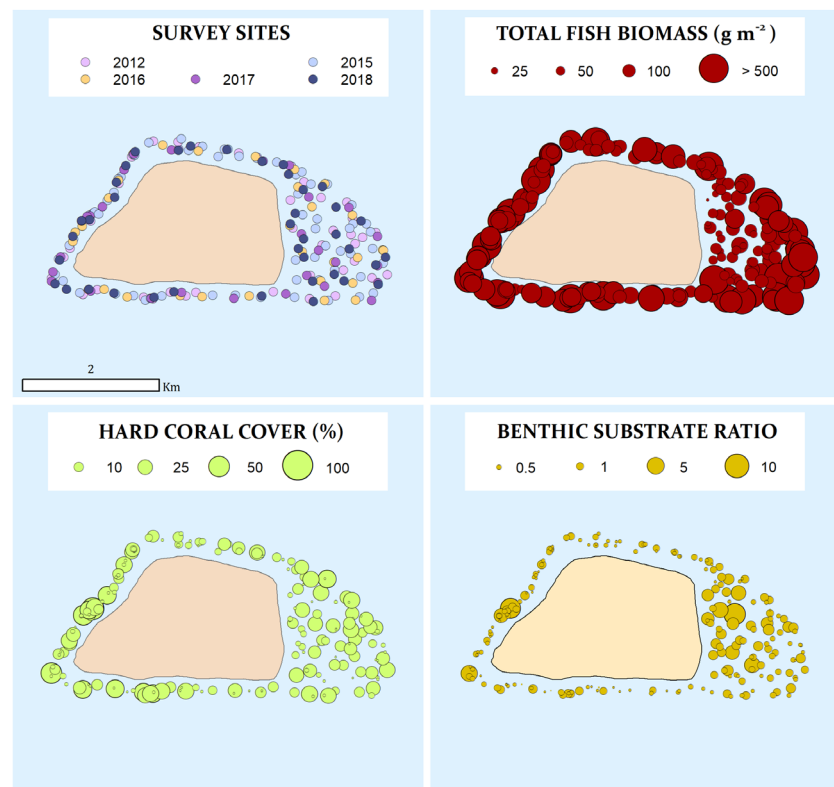 SURVEY SITES
2012 2015
2016 2017 2018
2
Km
TOTAL FISH BIOMASS (g m⁻²)
25 50 100 > 500
HARD CORAL COVER (%)
10 25 50 100
BENTHIC SUBSTRATE RATIO
0.5 1 5 10